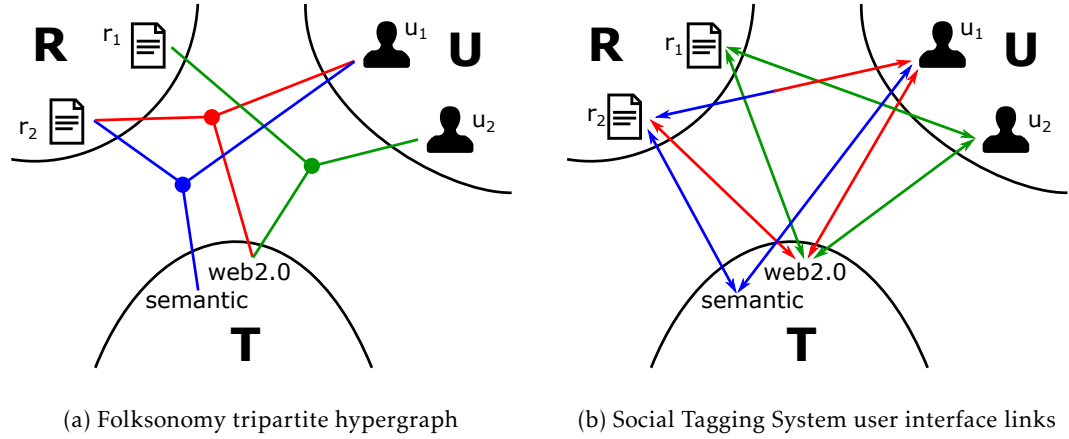 R
r1
u1
U
r2
u2
web2.0
semantic
T
(a) Folksonomy tripartite hypergraph
R
r1
u1
U
r2
u2
web2.0
semantic
T
(b) Social Tagging System user interface links